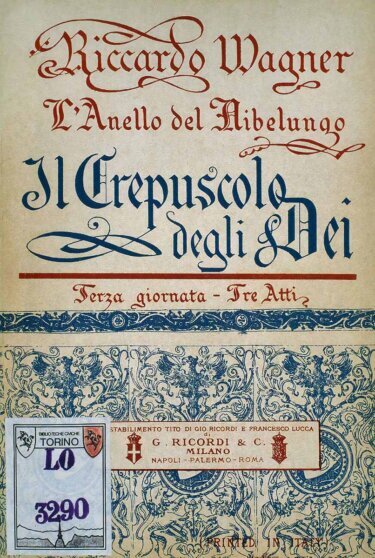 Riccardo Wagner
L'Anello del Nibelungo
Il Crepuscolo
degli Dei
Terza giornata - Tre Atti
STABILIMENTO TITO DI GIO. RICORDI E FRANCESCO LUCCA
di
G. RICORDI & C.
MILANO
NAPOLI - PALERMO - ROMA
BIBLIOTECHE CIVICHE
TORINO
LO
3290
(PRINTED IN ITALY)